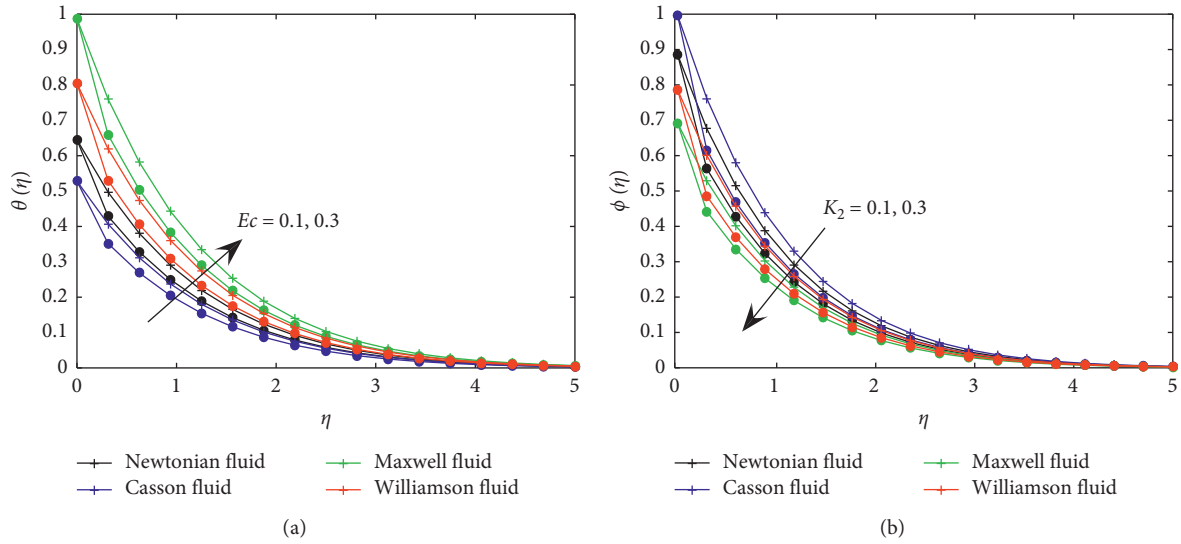 1
0.9
0.8
0.7
0.6
0.5
0.4
0.3
0.2
0.1
0
θ (η)
Ec = 0.1, 0.3
0 1 2 3 4 5
η
Newtonian fluid Maxwell fluid
Casson fluid Williamson fluid
(a)
1
0.9
0.8
0.7
0.6
0.5
0.4
0.3
0.2
0.1
0
ϕ (η)
K₂ = 0.1, 0.3
0 1 2 3 4 5
η
Newtonian fluid Maxwell fluid
Casson fluid Williamson fluid
(b)